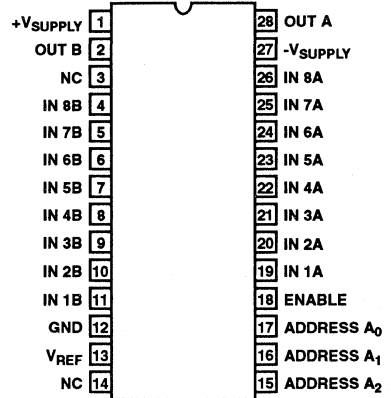 +VSUPPLY 1 28 OUT A
OUT B 2 27 -VSUPPLY
NC 3 26 IN 8A
IN 8B 4 25 IN 7A
IN 7B 5 24 IN 6A
IN 6B 6 23 IN 5A
IN 5B 7 22 IN 4A
IN 4B 8 21 IN 3A
IN 3B 9 20 IN 2A
IN 2B 10 19 IN 1A
IN 1B 11 18 ENABLE
GND 12 17 ADDRESS A0
VREF 13 16 ADDRESS A1
NC 14 15 ADDRESS A2